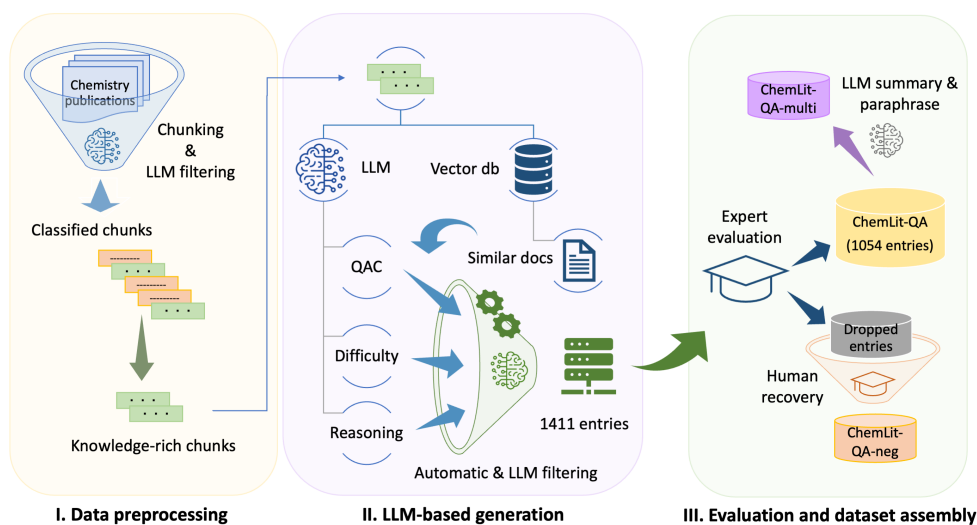 Chemistry
publications
Chunking &
LLM filtering
Classified chunks
---------
• • •
---------
---------
• • •
• • •
• • •
Knowledge-rich chunks
I. Data preprocessing
• • •
• • •
LLM
Vector db
QAC
Similar docs
Difficulty
Reasoning
1411 entries
Automatic & LLM filtering
II. LLM-based generation
ChemLit-
QA-multi
LLM summary &
paraphrase
Expert
evaluation
ChemLit-QA
(1054 entries)
Dropped
entries
Human
recovery
ChemLit-
QA-neg
III. Evaluation and dataset assembly